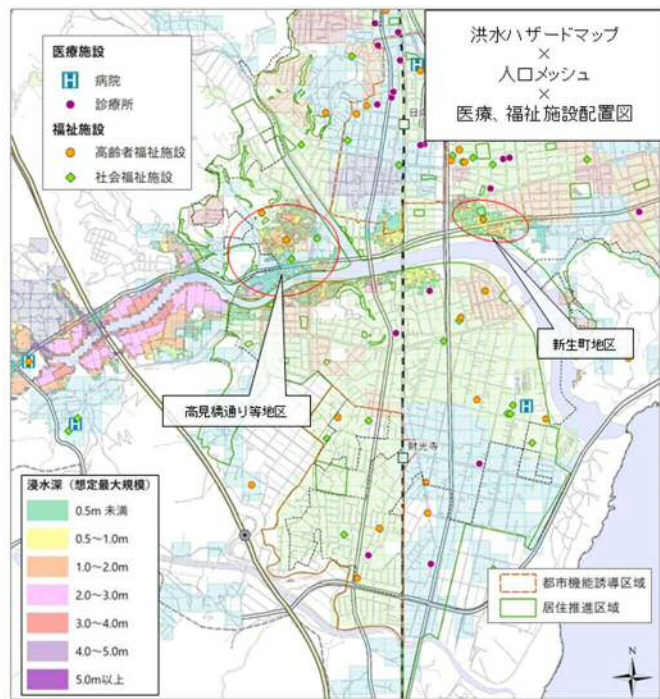 洪水ハザードマップ
×
人口メッシュ
×
医療、福祉施設配置図
医療施設
H 病院
診療所
福祉施設
高齢者福祉施設
社会福祉施設
H
新生町地区
高見橋通り等地区
H
H
H
財光寺
浸水深（想定最大規模）
0.5m 未満
0.5～1.0m
1.0～2.0m
2.0～3.0m
3.0～4.0m
4.0～5.0m
5.0m以上
都市機能誘導区域
居住推進区域
N